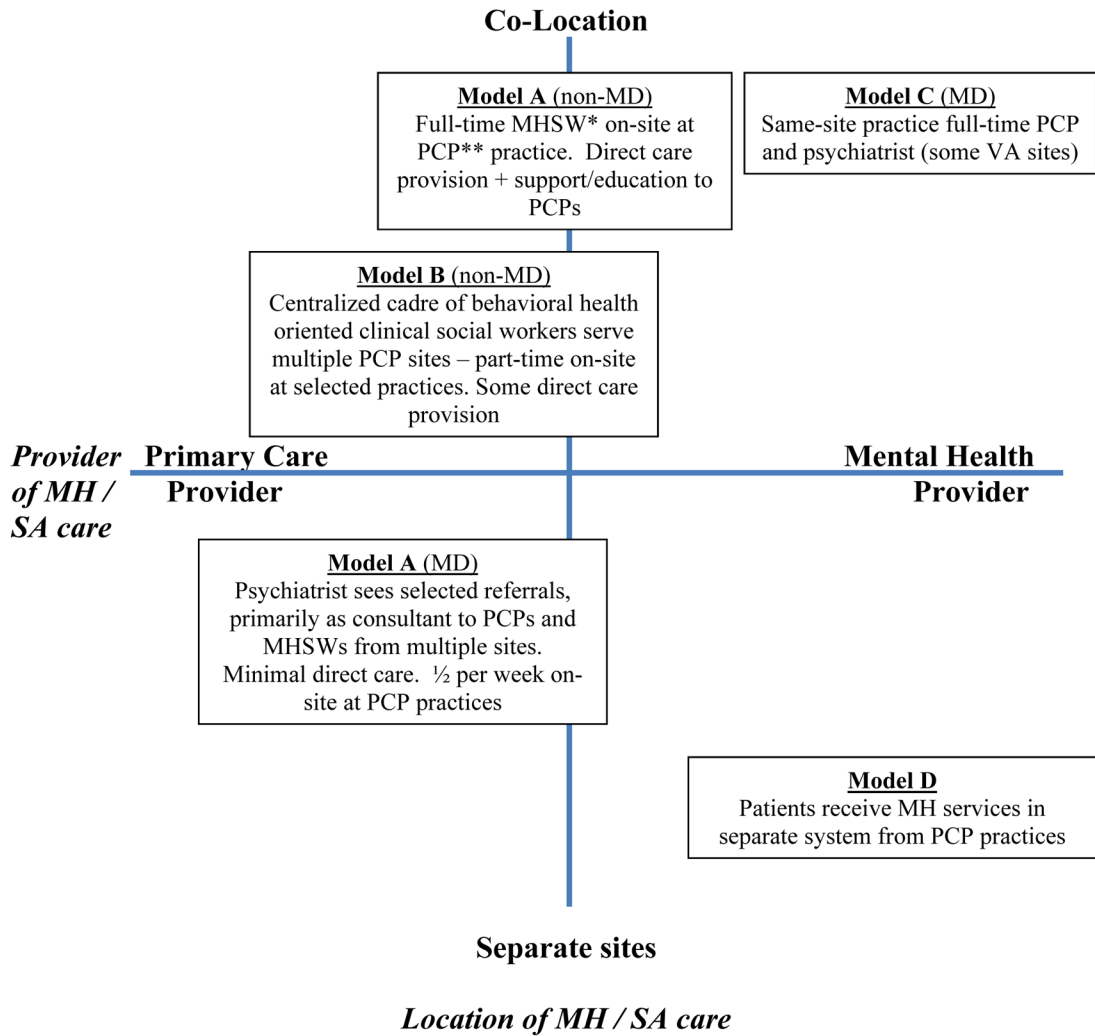 Co-Location
Model A (non-MD)
Full-time MHSW* on-site at
PCP** practice.  Direct care
provision + support/education to
PCPs
Model C (MD)
Same-site practice full-time PCP
and psychiatrist (some VA sites)
Model B (non-MD)
Centralized cadre of behavioral health
oriented clinical social workers serve
multiple PCP sites – part-time on-site
at selected practices. Some direct care
provision
Provider
of MH /
SA care
Primary Care
Provider
Mental Health
Provider
Model A (MD)
Psychiatrist sees selected referrals,
primarily as consultant to PCPs and
MHSWs from multiple sites.
Minimal direct care.  ½ per week on-
site at PCP practices
Model D
Patients receive MH services in
separate system from PCP practices
Separate sites
Location of MH / SA care